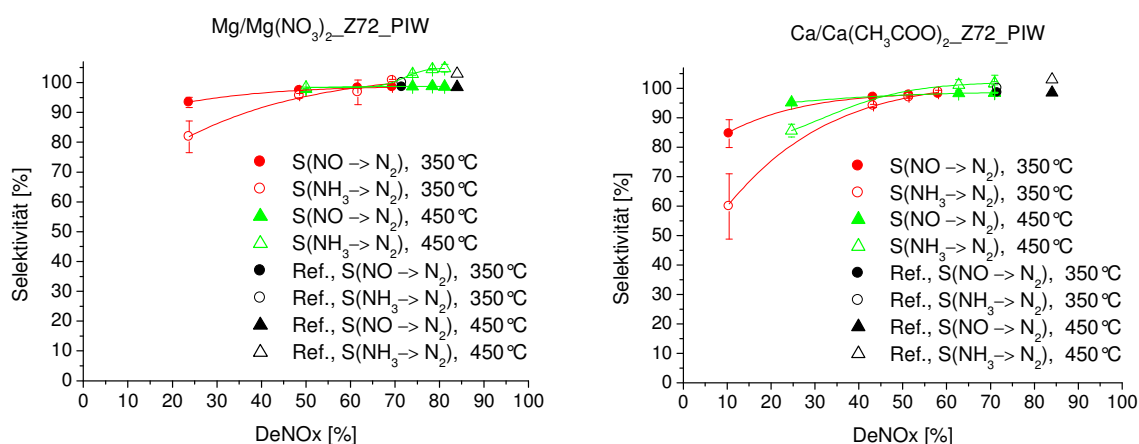 Mg/Mg(NO₃)₂_Z72_PIW
Selektivität [%]
100
90
80
70
60
50
40
30
20
10
0
S(NO −> N₂), 350°C
S(NH₃−> N₂), 350°C
S(NO −> N₂), 450°C
S(NH₃−> N₂), 450°C
Ref., S(NO −> N₂), 350°C
Ref., S(NH₃−> N₂), 350°C
Ref., S(NO −> N₂), 450°C
Ref., S(NH₃−> N₂), 450°C
0 10 20 30 40 50 60 70 80 90 100
DeNOx [%]
Ca/Ca(CH₃COO)₂_Z72_PIW
Selektivität [%]
110
100
90
80
70
60
50
40
30
20
10
0
S(NO −> N₂), 350°C
S(NH₃−> N₂), 350°C
S(NO −> N₂), 450°C
S(NH₃−> N₂), 450°C
Ref., S(NO −> N₂), 350°C
Ref., S(NH₃−> N₂), 350°C
Ref., S(NO −> N₂), 450°C
Ref., S(NH₃−> N₂), 450°C
0 10 20 30 40 50 60 70 80 90 100
DeNOx [%]